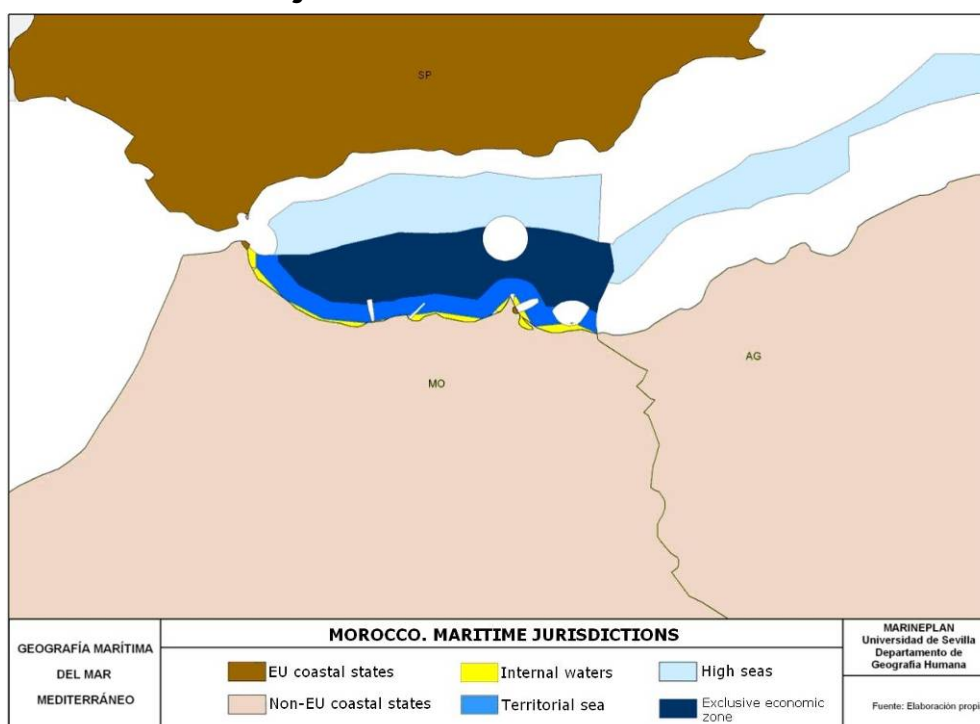 SP
MO
AG
GEOGRAFÍA MARÍTIMA
DEL MAR
MEDITERRÁNEO
MOROCCO. MARITIME JURISDICTIONS
EU coastal states
Internal waters
High seas
Non-EU coastal states
Territorial sea
Exclusive economic
zone
MARINEPLAN
Universidad de Sevilla
Departamento de
Geografía Humana
Fuente: Elaboración